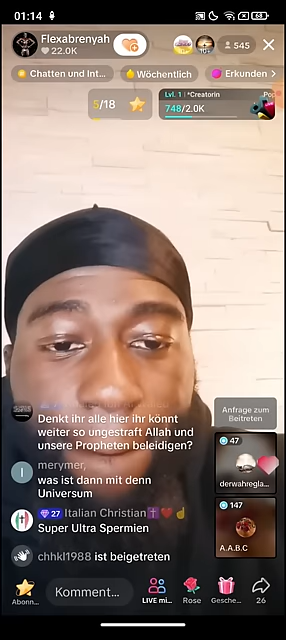 01:14
68
Flexabrenyah
22.0K
10+
545
Chatten und Int...
Wöchentlich
Erkunden
5/18
Lvl. 1 | *Creatorin
748/2.0K
Denkt ihr alle hier ihr könnt
weiter so ungestraft Allah und
unsere Propheten beleidigen?
merymer,
was ist dann mit denn
Universum
27 Italian Christian✝️❤️☝️
Super Ultra Spermien
chhkl1988 ist beigetreten
Anfrage zum
Beitreten
47
derwahregla...
147
A.A.B.C
Abonn...
Komment...
LIVE mi...
Rose
Gesche...
26